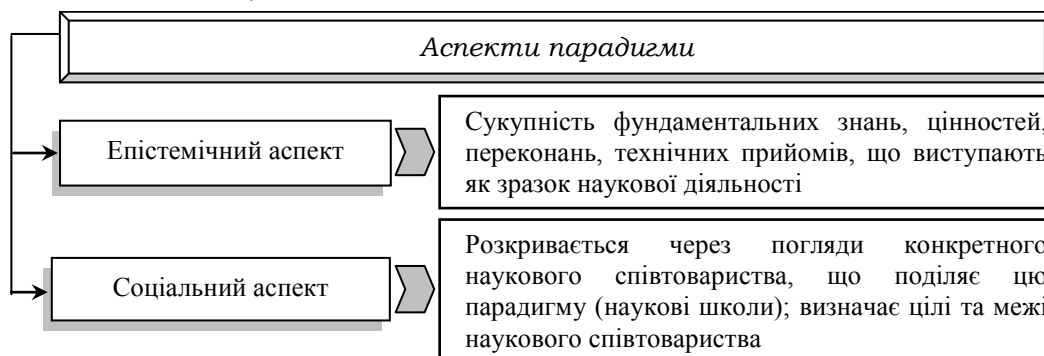 Аспекти парадигми
Епістемічний аспект
Сукупність фундаментальних знань, цінностей,
переконань, технічних прийомів, що виступають
як зразок наукової діяльності
Соціальний аспект
Розкривається через погляди конкретного
наукового співтовариства, що поділяє цю
парадигму (наукові школи); визначає цілі та межі
наукового співтовариства